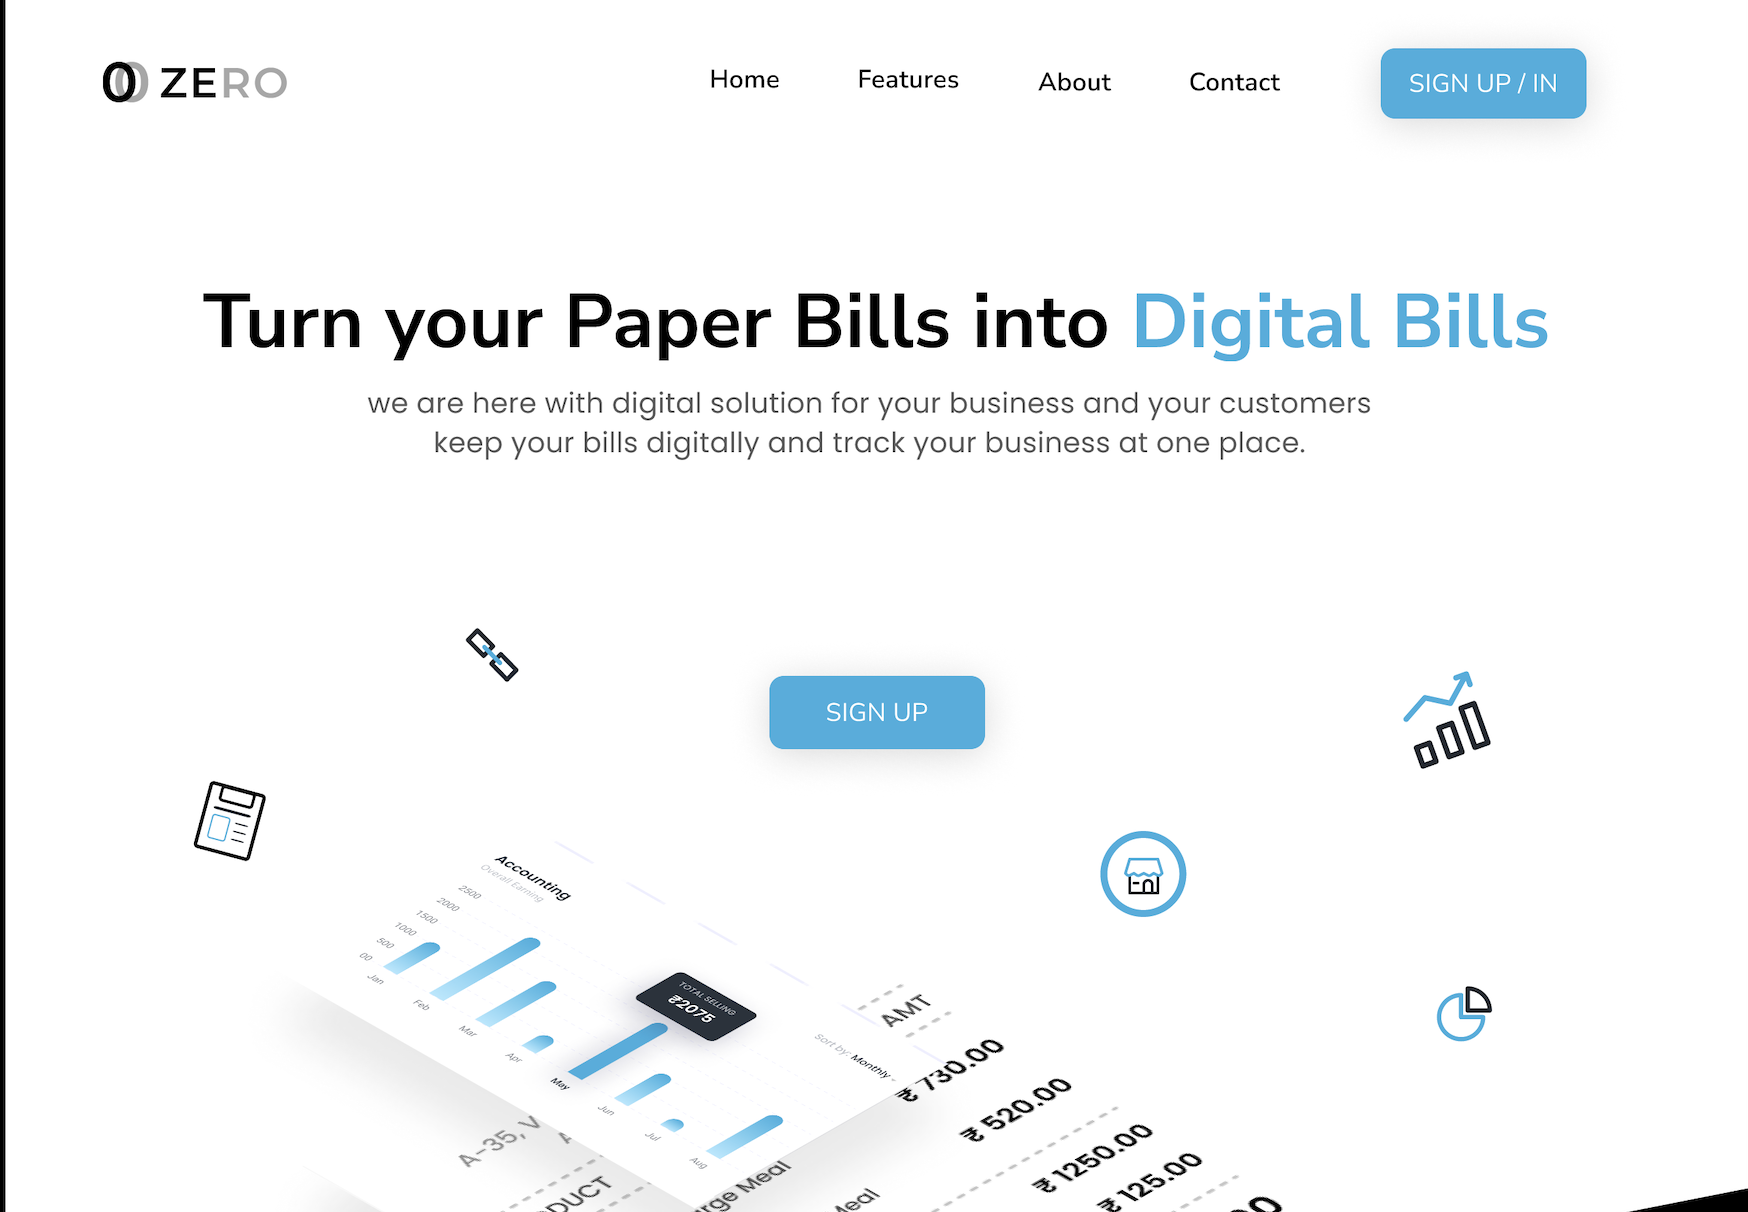 00 ZERO
Home
Features
About
Contact
SIGN UP / IN
Turn your Paper Bills into Digital Bills
we are here with digital solution for your business and your customers
keep your bills digitally and track your business at one place.
SIGN UP
Accounting
Overall Earning
2500
2000
1500
1000
500
00
Jan
Feb
Mar
Apr
May
Jun
Jul
Aug
TOTAL SELLING
₹2075
Sort by: Monthly
AMT
₹ 730.00
₹ 520.00
₹ 1250.00
₹ 125.00
A-35, V
DUCT
rge Meal
Meal